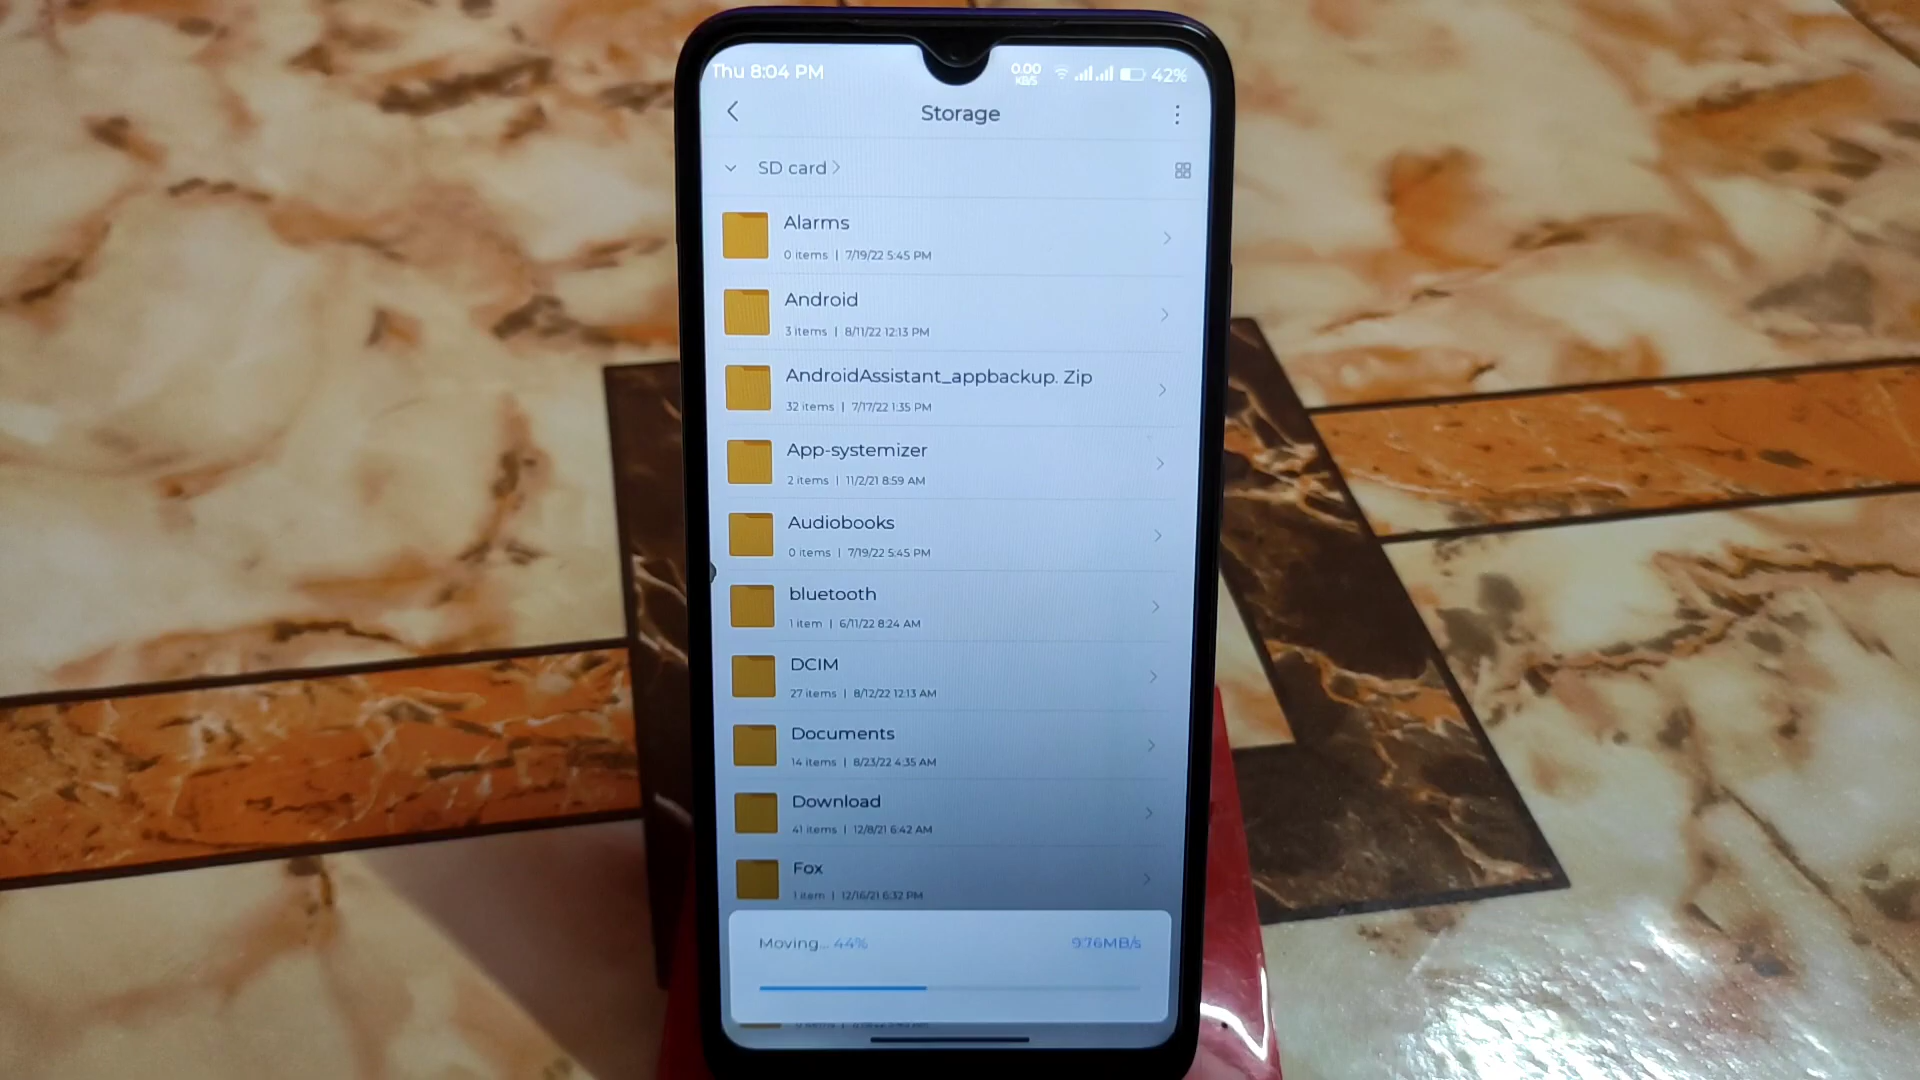 Thu 8:04 PM
0.00
KB/S
42%
Storage
SD card
Alarms
0 items | 7/19/22 5:45 PM
Android
3 items | 8/11/22 12:13 PM
AndroidAssistant_appbackup. Zip
32 items | 7/17/22 1:35 PM
App-systemizer
2 items | 11/2/21 8:59 AM
Audiobooks
0 items | 7/19/22 5:45 PM
bluetooth
1 item | 6/11/22 8:24 AM
DCIM
27 items | 8/12/22 12:13 AM
Documents
14 items | 8/23/22 4:35 AM
Download
41 items | 12/8/21 6:42 AM
Fox
1 item | 12/16/21 6:32 PM
Moving... 44%
9.76MB/s